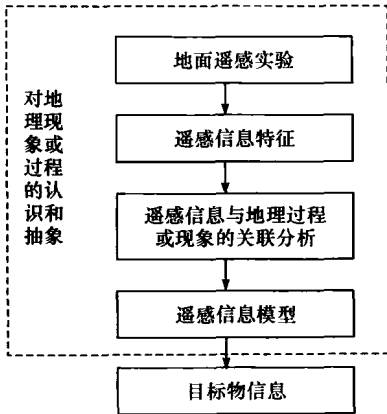 地面遥感实验
遥感信息特征
遥感信息与地理过程
或现象的关联分析
遥感信息模型
目标物信息
对地
理现
象或
过程
的认
识和
抽象